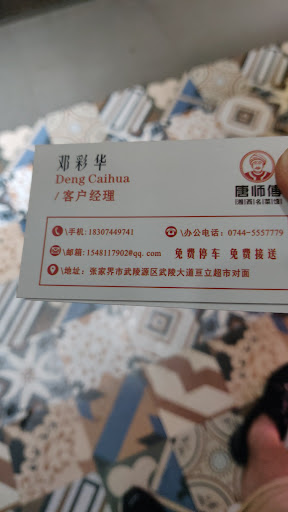 邓彩华
Deng Caihua
/客户经理
唐师傅
湘西名菜馆
\手机: 18307449741
\办公电话: 0744-5557779
\邮箱: 1548117902@qq.com 免费停车 免费接送
\地址: 张家界市武陵源区武陵大道亘立超市对面